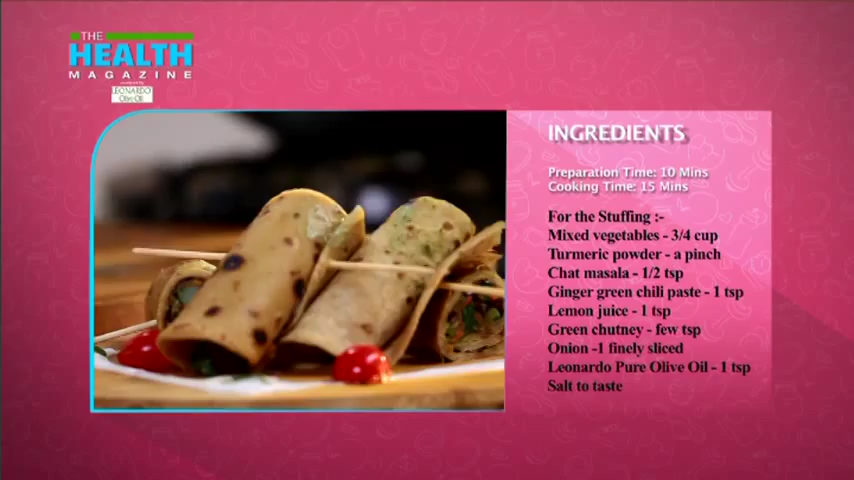 THE
HEALTH
MAGAZINE
LEONARDO
Olive Oil
INGREDIENTS
Preparation Time: 10 Mins
Cooking Time: 15 Mins
For the Stuffing :-
Mixed vegetables - 3/4 cup
Turmeric powder - a pinch
Chat masala - 1/2 tsp
Ginger green chili paste - 1 tsp
Lemon juice - 1 tsp
Green chutney - few tsp
Onion -1 finely sliced
Leonardo Pure Olive Oil - 1 tsp
Salt to taste